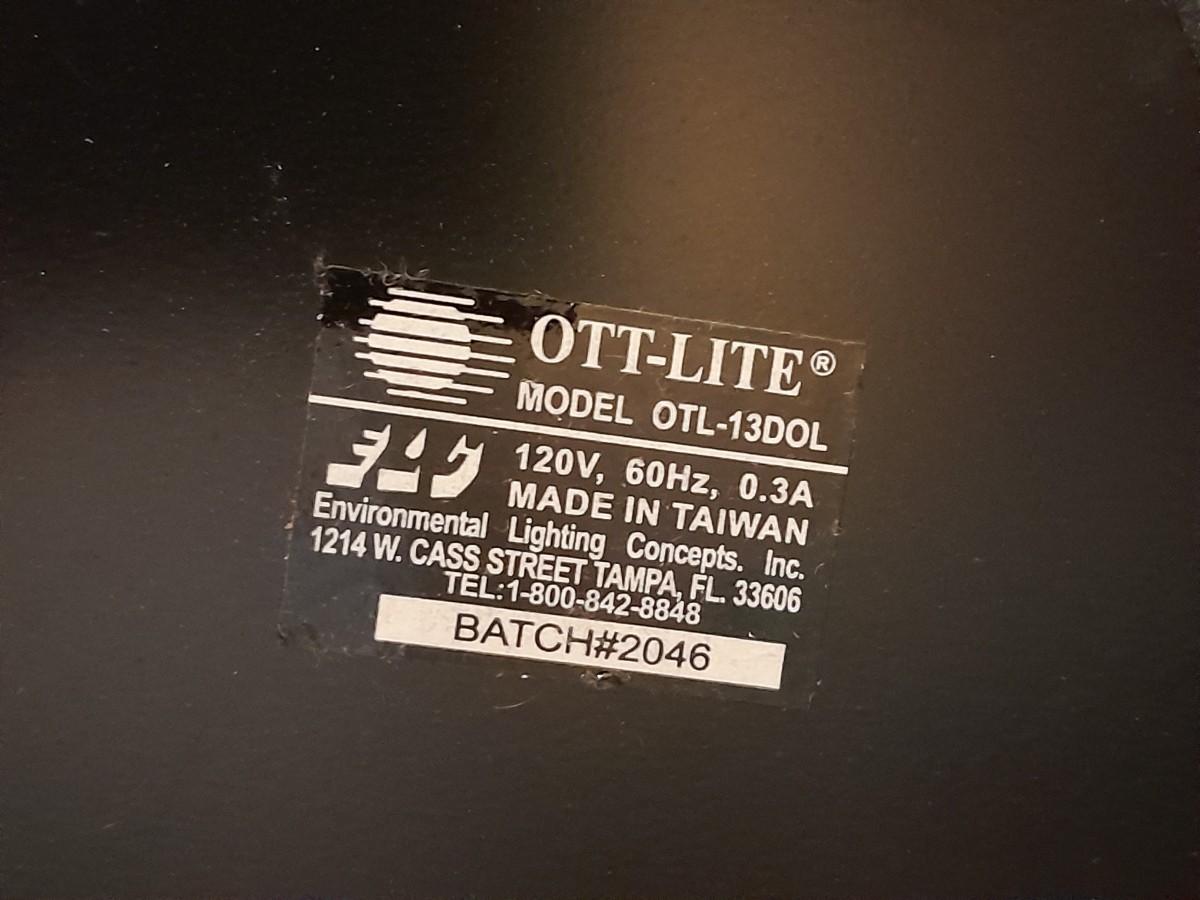 OTT-LITE®
MODEL OTL-13DOL
120V, 60Hz, 0.3A
MADE IN TAIWAN
Environmental Lighting Concepts. Inc.
1214 W. CASS STREET TAMPA, FL. 33606
TEL:1-800-842-8848
BATCH#2046